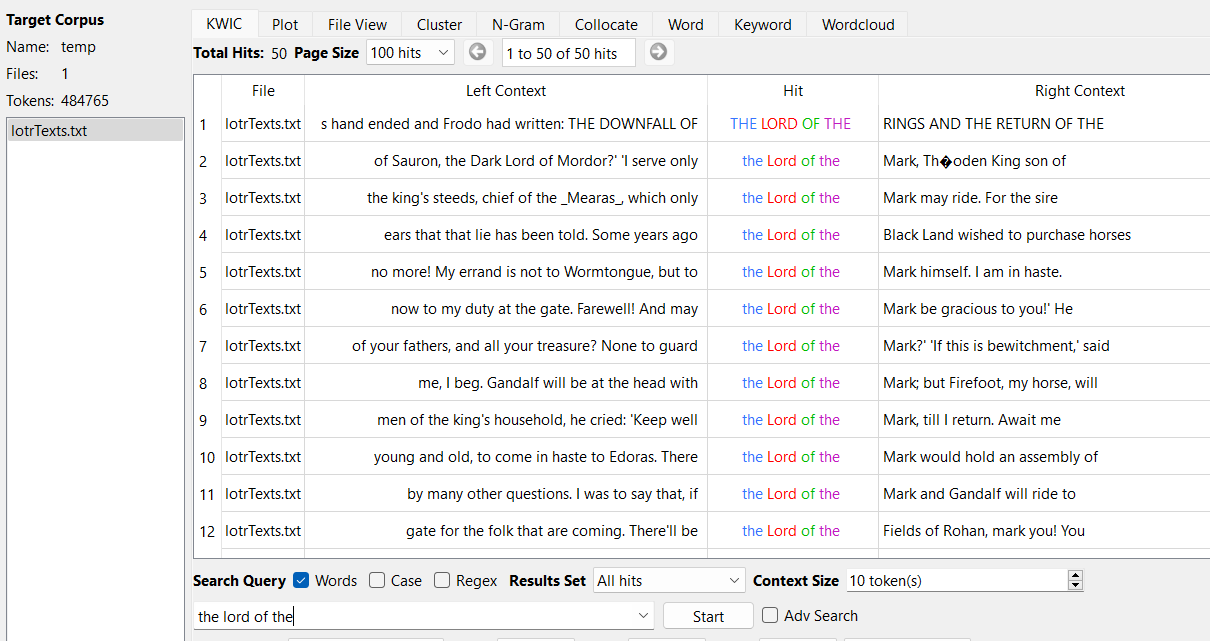 Target Corpus
Name: temp
Files: 1
Tokens: 484765
lotrTexts.txt
KWIC Plot File View Cluster N-Gram Collocate Word Keyword Wordcloud
Total Hits: 50 Page Size 100 hits 1 to 50 of 50 hits
File Left Context Hit Right Context
1 lotrTexts.txt s hand ended and Frodo had written: THE DOWNFALL OF THE LORD OF THE RINGS AND THE RETURN OF THE
2 lotrTexts.txt of Sauron, the Dark Lord of Mordor?' 'I serve only the Lord of the Mark, Th�oden King son of
3 lotrTexts.txt the king's steeds, chief of the _Mearas_, which only the Lord of the Mark may ride. For the sire
4 lotrTexts.txt ears that that lie has been told. Some years ago the Lord of the Black Land wished to purchase horses
5 lotrTexts.txt no more! My errand is not to Wormtongue, but to the Lord of the Mark himself. I am in haste.
6 lotrTexts.txt now to my duty at the gate. Farewell! And may the Lord of the Mark be gracious to you!' He
7 lotrTexts.txt of your fathers, and all your treasure? None to guard the Lord of the Mark?' 'If this is bewitchment,' said
8 lotrTexts.txt me, I beg. Gandalf will be at the head with the Lord of the Mark; but Firefoot, my horse, will
9 lotrTexts.txt men of the king's household, he cried: 'Keep well the Lord of the Mark, till I return. Await me
10 lotrTexts.txt young and old, to come in haste to Edoras. There the Lord of the Mark would hold an assembly of
11 lotrTexts.txt by many other questions. I was to say that, if the Lord of the Mark and Gandalf will ride to
12 lotrTexts.txt gate for the folk that are coming. There'll be the Lord of the Fields of Rohan, mark you! You
Search Query Words Case Regex Results Set All hits Context Size 10 token(s)
the lord of the Start Adv Search